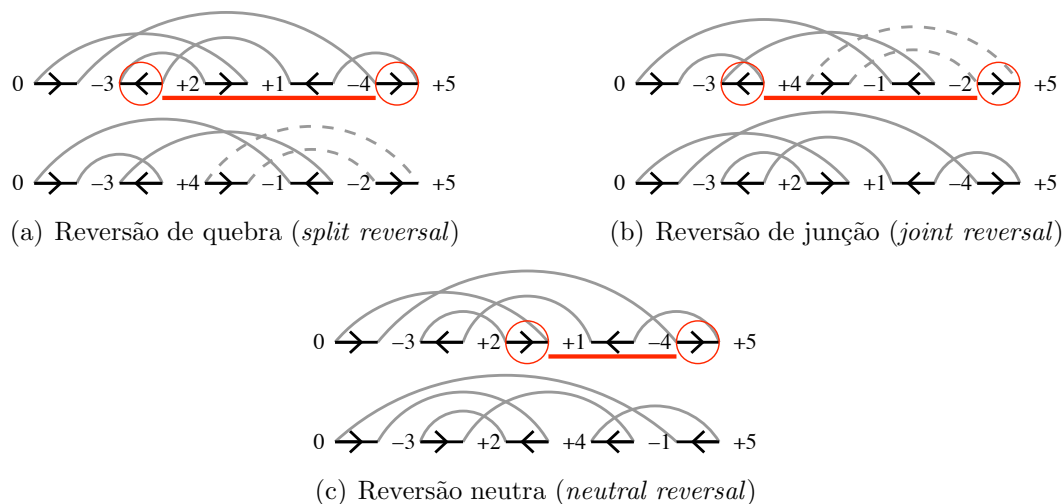 0 −3 +2 +1 −4 +5
0 −3 +4 −1 −2 +5
(a) Reversão de quebra (split reversal)
0 −3 +4 −1 −2 +5
0 −3 +2 +1 −4 +5
(b) Reversão de junção (joint reversal)
0 −3 +2 +1 −4 +5
0 −3 +2 +4 −1 +5
(c) Reversão neutra (neutral reversal)